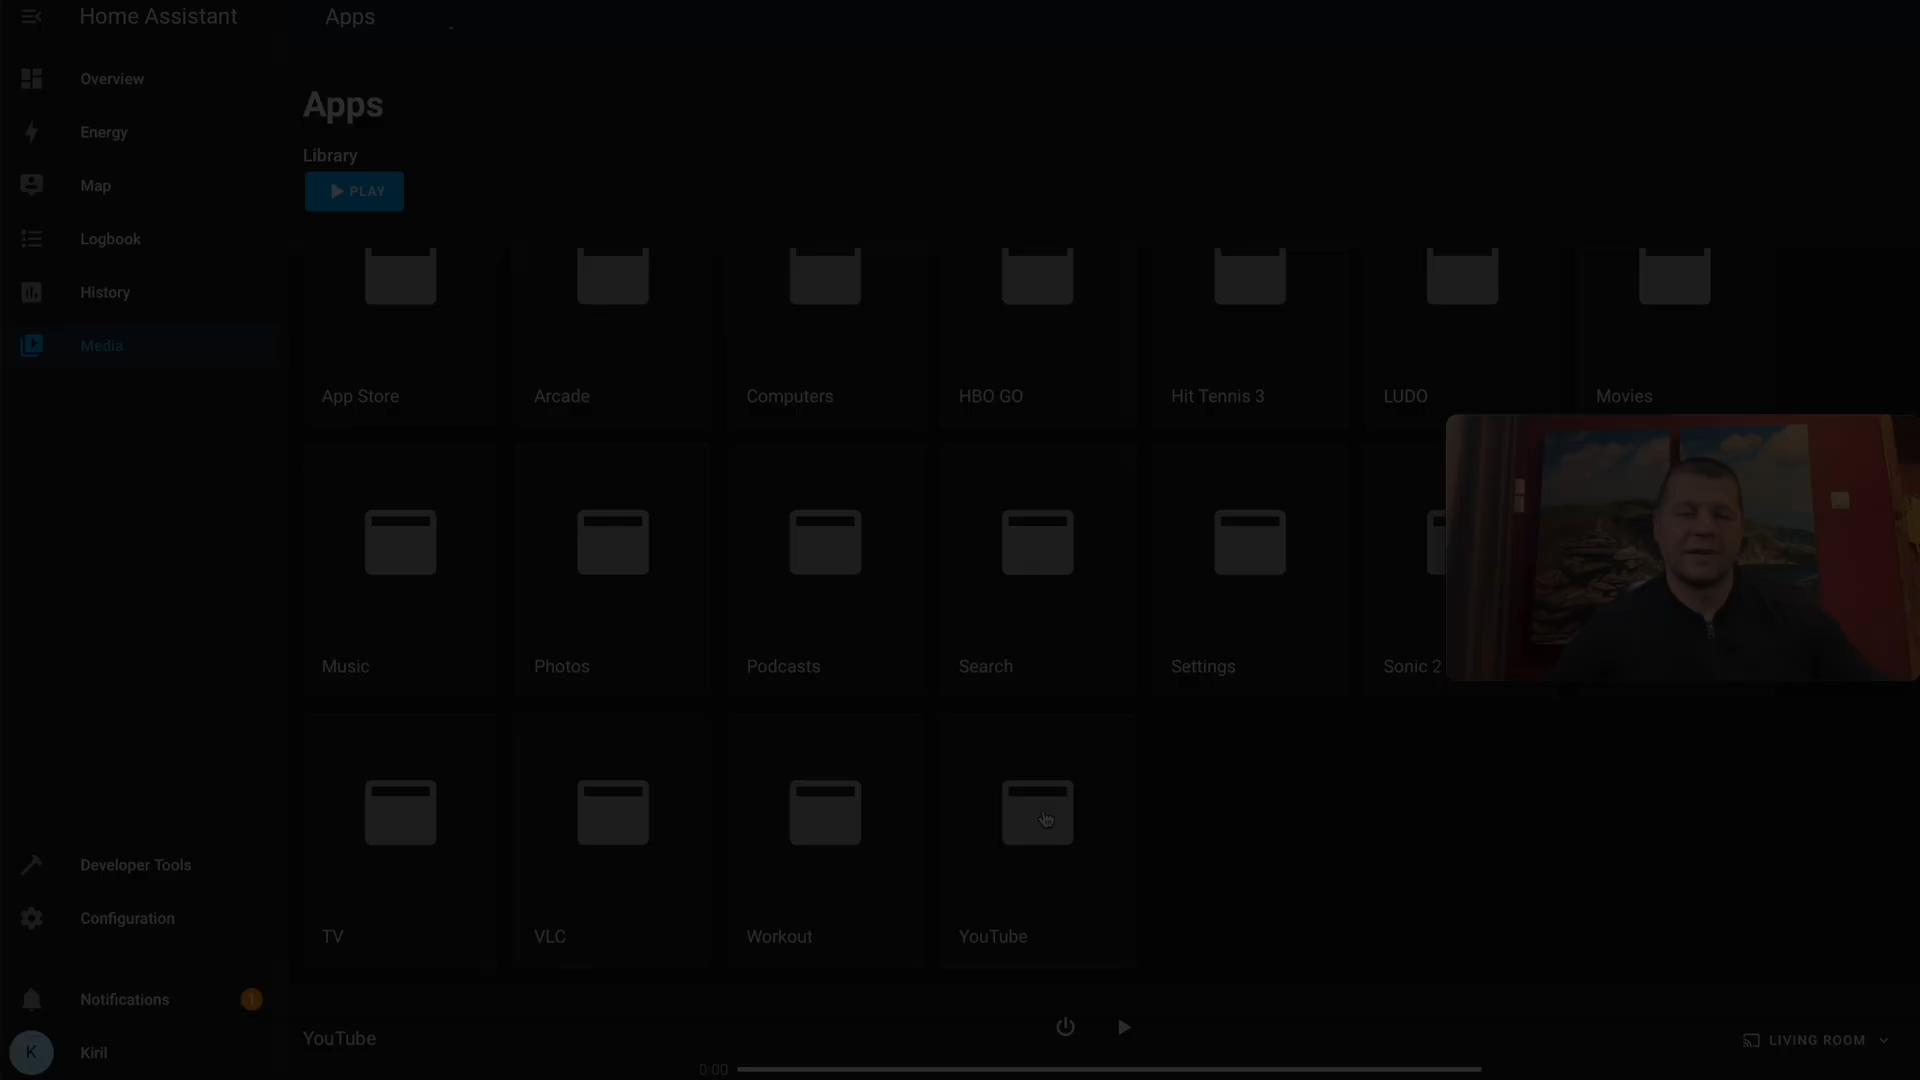 Home Assistant
Apps
Overview
Energy
Map
Logbook
History
Media
Developer Tools
Configuration
Notifications
1
K
Kiril
Apps
Library
PLAY
App Store
Arcade
Computers
HBO GO
Hit Tennis 3
LUDO
Movies
Music
Photos
Podcasts
Search
Settings
Sonic 2
TV
VLC
Workout
YouTube
YouTube
0:00
LIVING ROOM